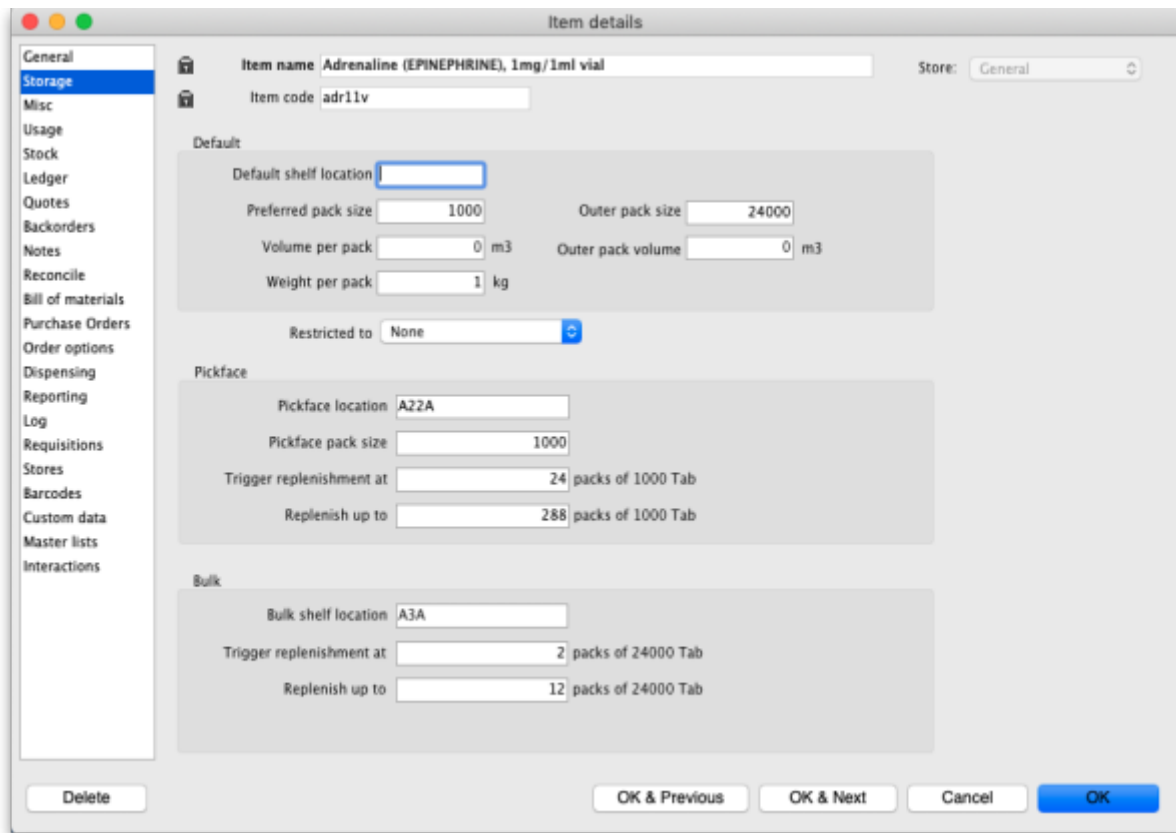 Item details
General
Storage
Misc
Usage
Stock
Ledger
Quotes
Backorders
Notes
Reconcile
Bill of materials
Purchase Orders
Order options
Dispensing
Reporting
Log
Requisitions
Stores
Barcodes
Custom data
Master lists
Interactions
Item name Adrenaline (EPINEPHRINE), 1mg/1ml vial Store: General
Item code adr11v
Default
Default shelf location
Preferred pack size 1000 Outer pack size 24000
Volume per pack 0 m3 Outer pack volume 0 m3
Weight per pack 1 kg
Restricted to None
Pickface
Pickface location A22A
Pickface pack size 1000
Trigger replenishment at 24 packs of 1000 Tab
Replenish up to 288 packs of 1000 Tab
Bulk
Bulk shelf location A3A
Trigger replenishment at 2 packs of 24000 Tab
Replenish up to 12 packs of 24000 Tab
Delete OK & Previous OK & Next Cancel OK